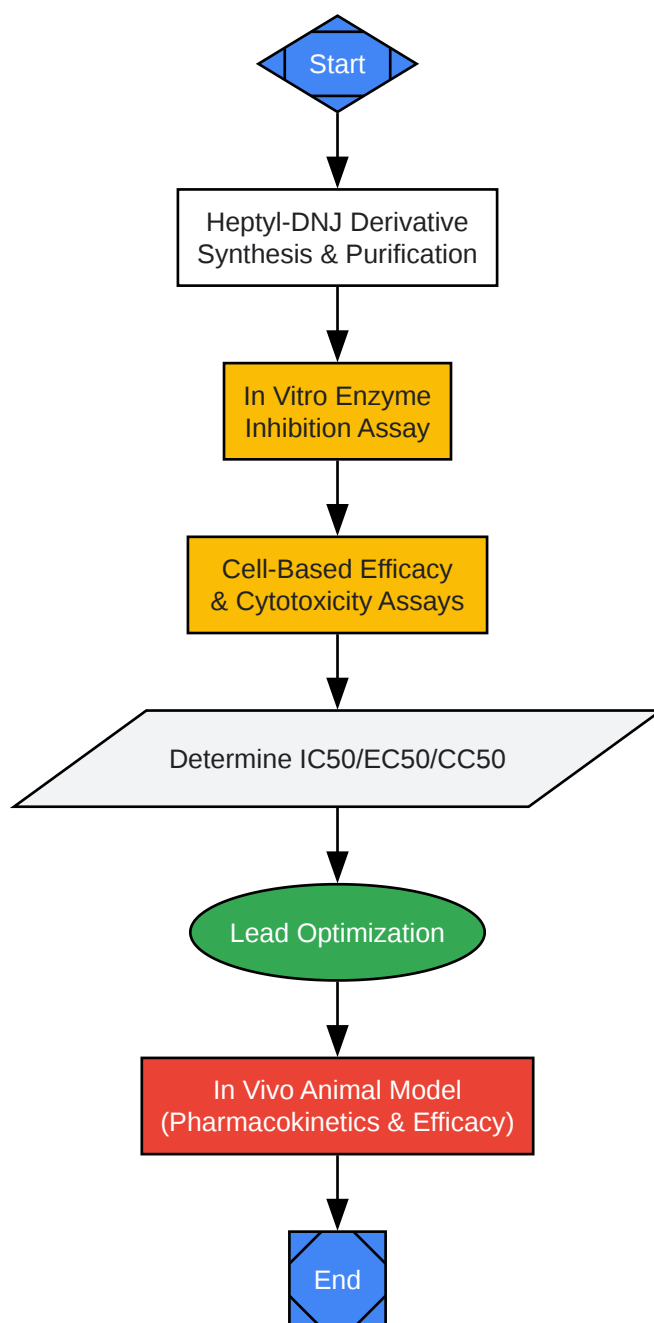 Start
Heptyl-DNJ Derivative
Synthesis & Purification
In Vitro Enzyme
Inhibition Assay
Cell-Based Efficacy
& Cytotoxicity Assays
Determine IC50/EC50/CC50
Lead Optimization
In Vivo Animal Model
(Pharmacokinetics & Efficacy)
End